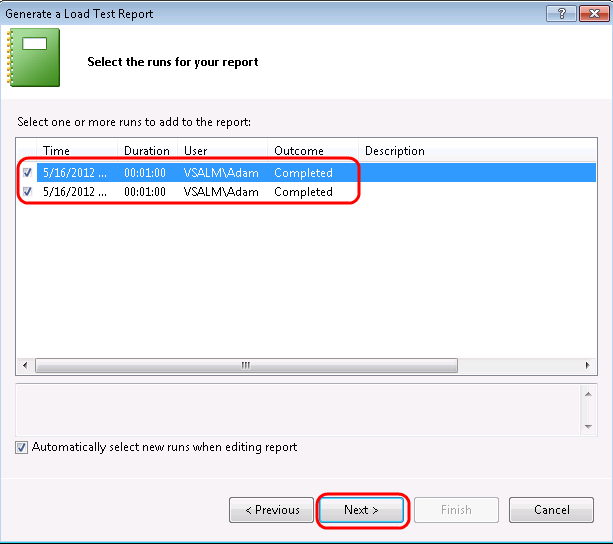 Generate a Load Test Report
Select the runs for your report
Select one or more runs to add to the report:
Time Duration User Outcome Description
5/16/2012 ... 00:01:00 VSALM\Adam Completed
5/16/2012 ... 00:01:00 VSALM\Adam Completed
Automatically select new runs when editing report
< Previous Next > Finish Cancel